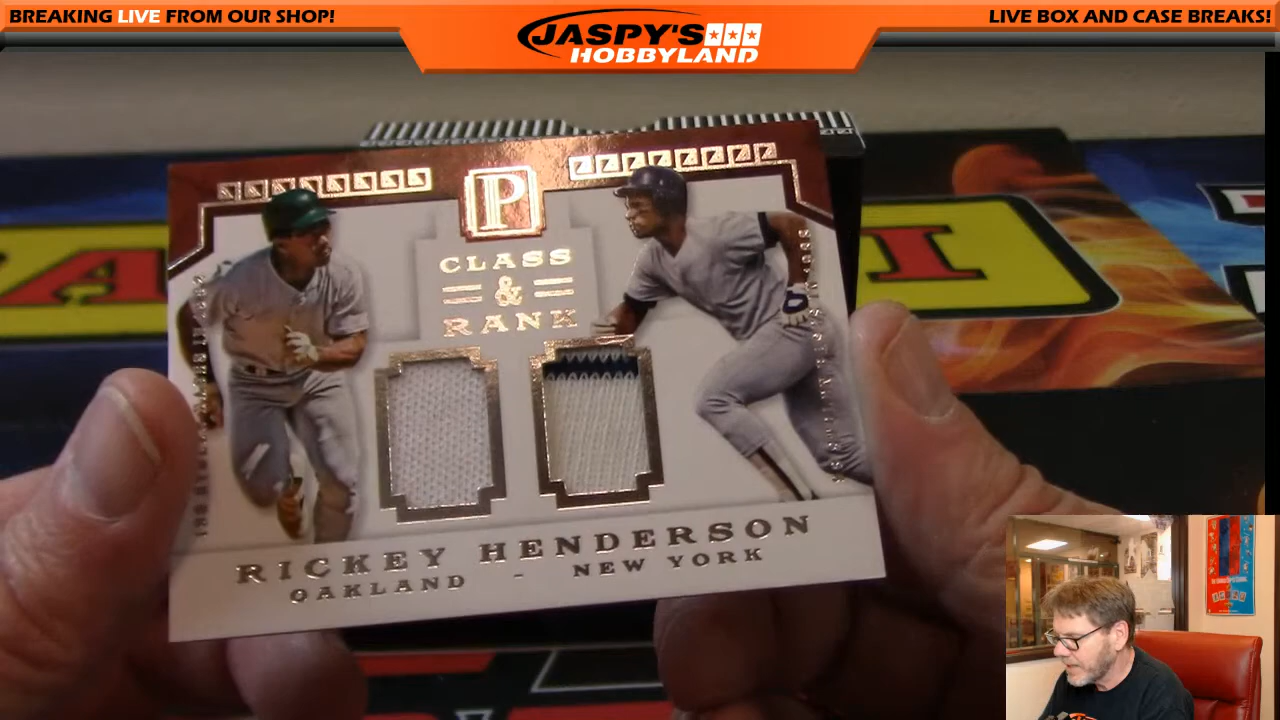 BREAKING LIVE FROM OUR SHOP!
JASPY'S
HOBBYLAND
LIVE BOX AND CASE BREAKS!
P
CLASS
&
RANK
RICKEY HENDERSON
OAKLAND - NEW YORK